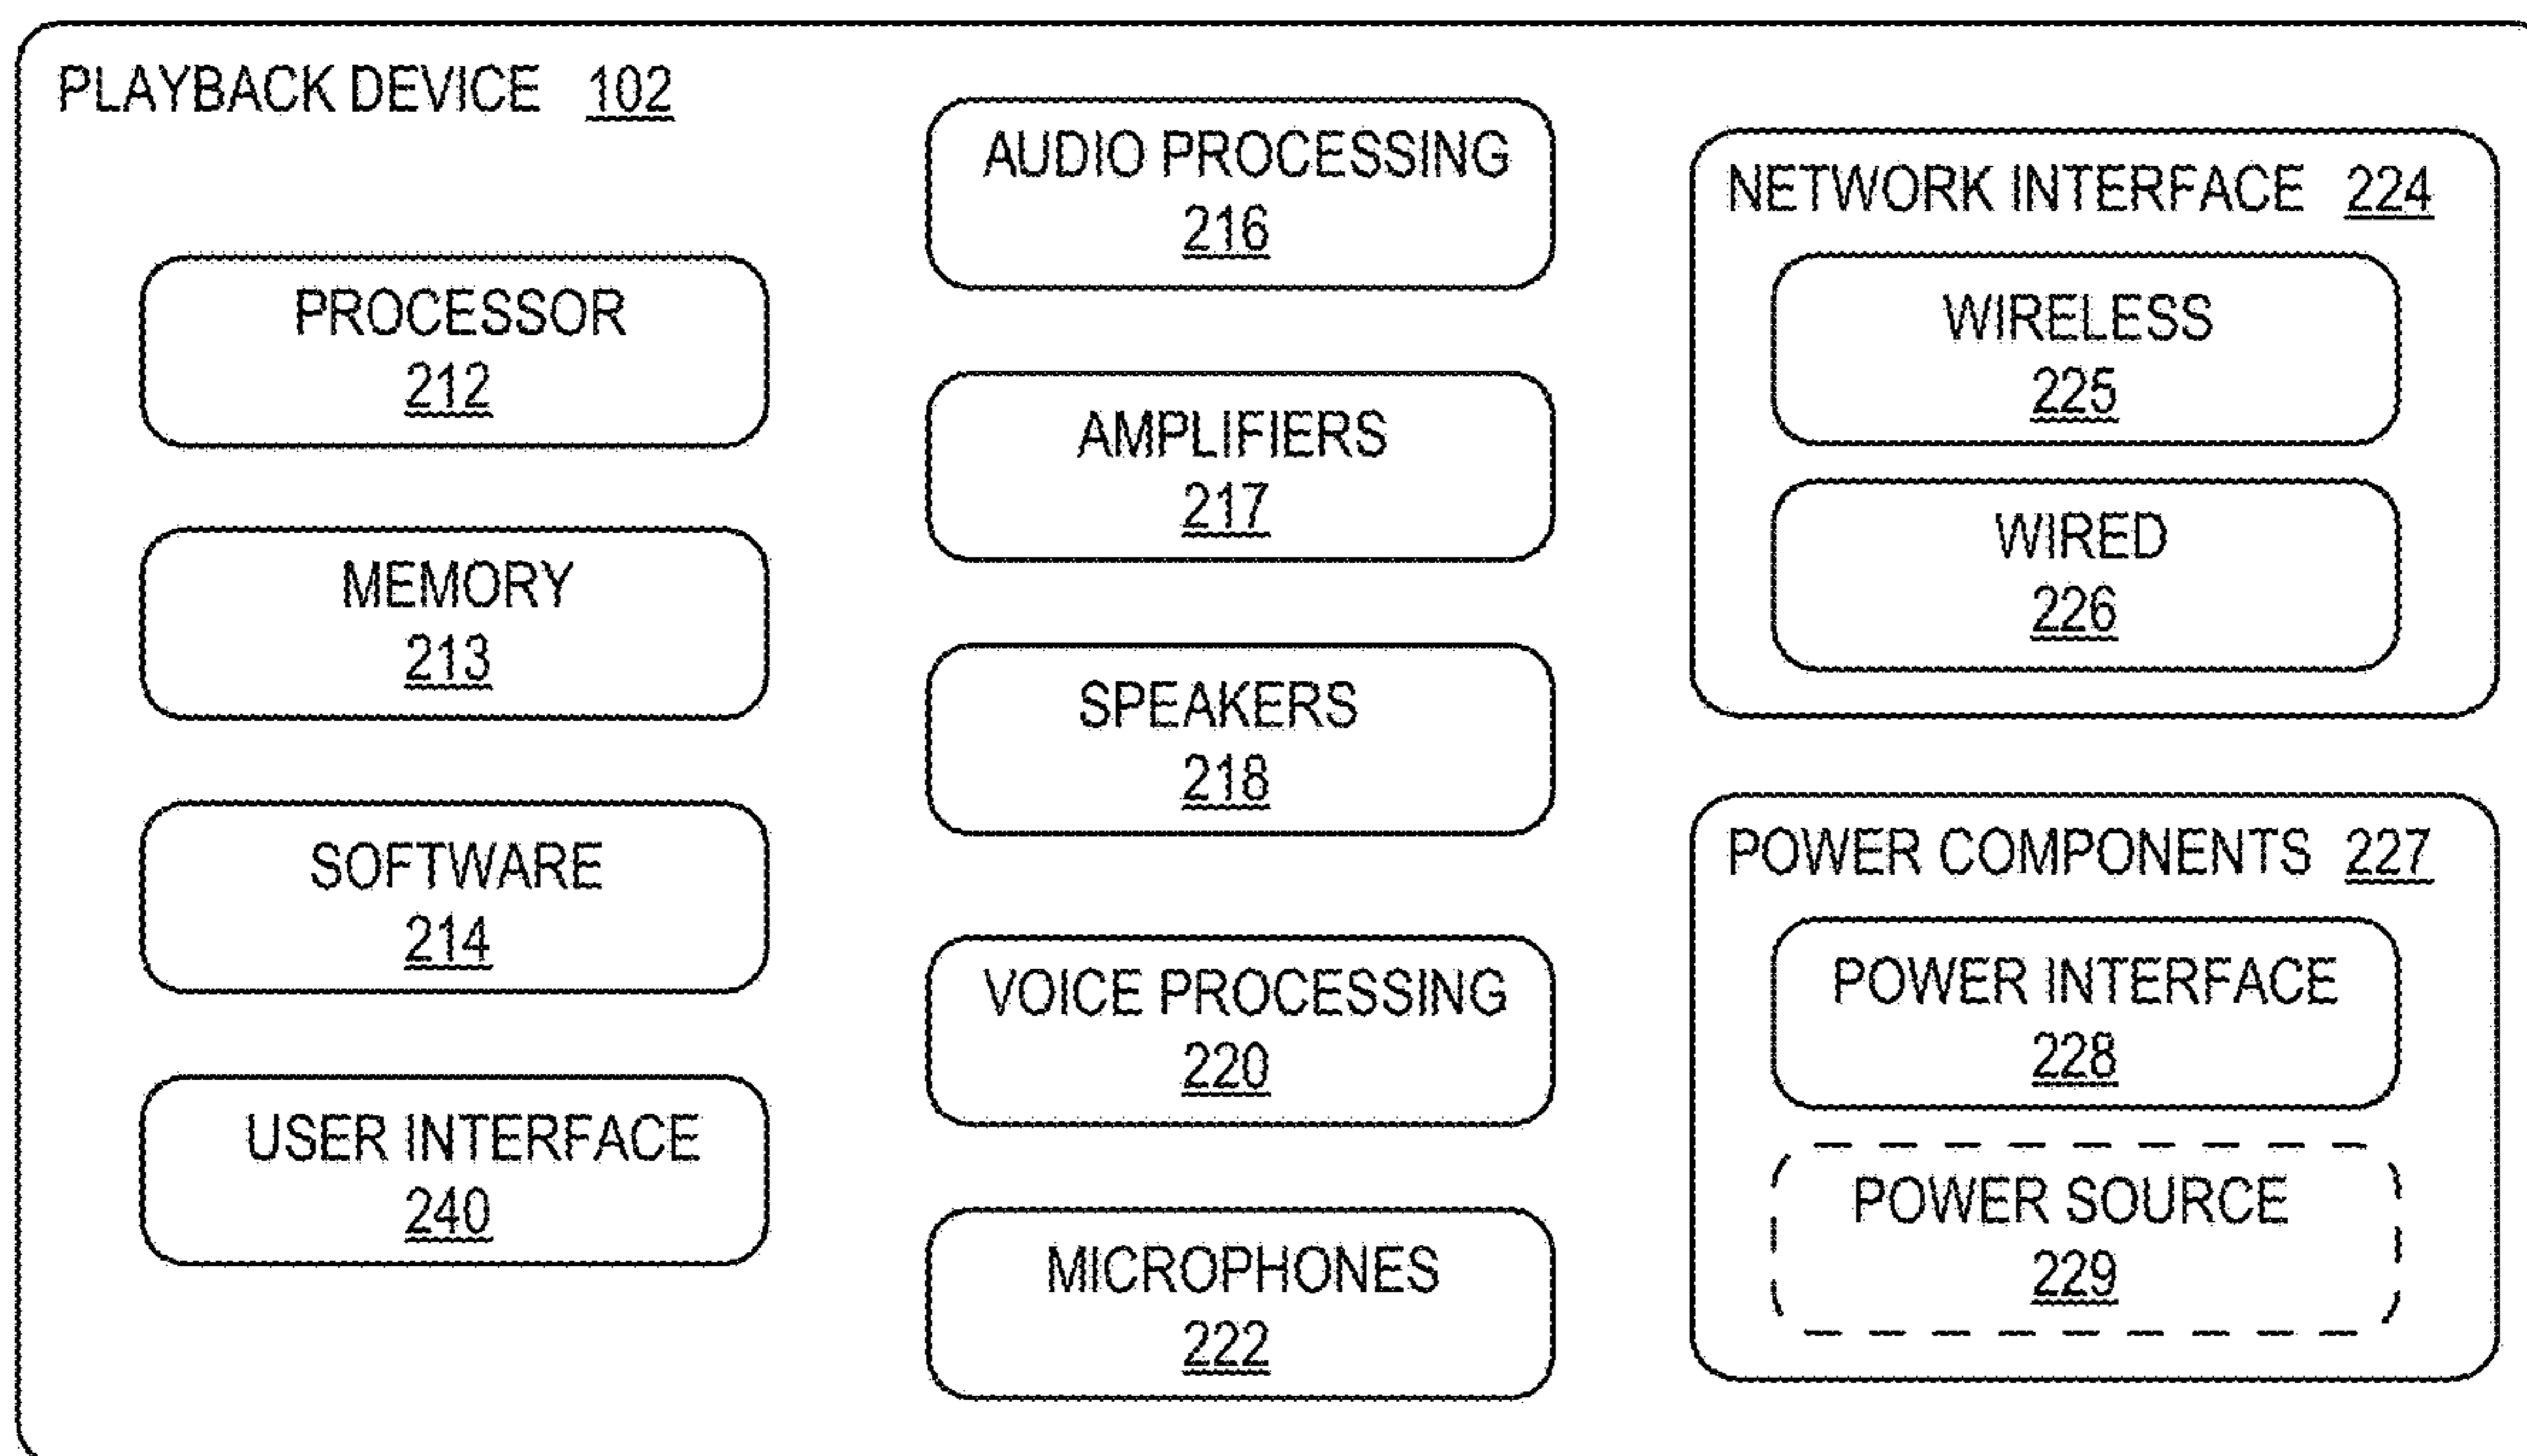 PLAYBACK DEVICE 102
PROCESSOR
212
MEMORY
213
SOFTWARE
214
USER INTERFACE
240
AUDIO PROCESSING
216
AMPLIFIERS
217
SPEAKERS
218
VOICE PROCESSING
220
MICROPHONES
222
NETWORK INTERFACE 224
WIRELESS
225
WIRED
226
POWER COMPONENTS 227
POWER INTERFACE
228
POWER SOURCE
229